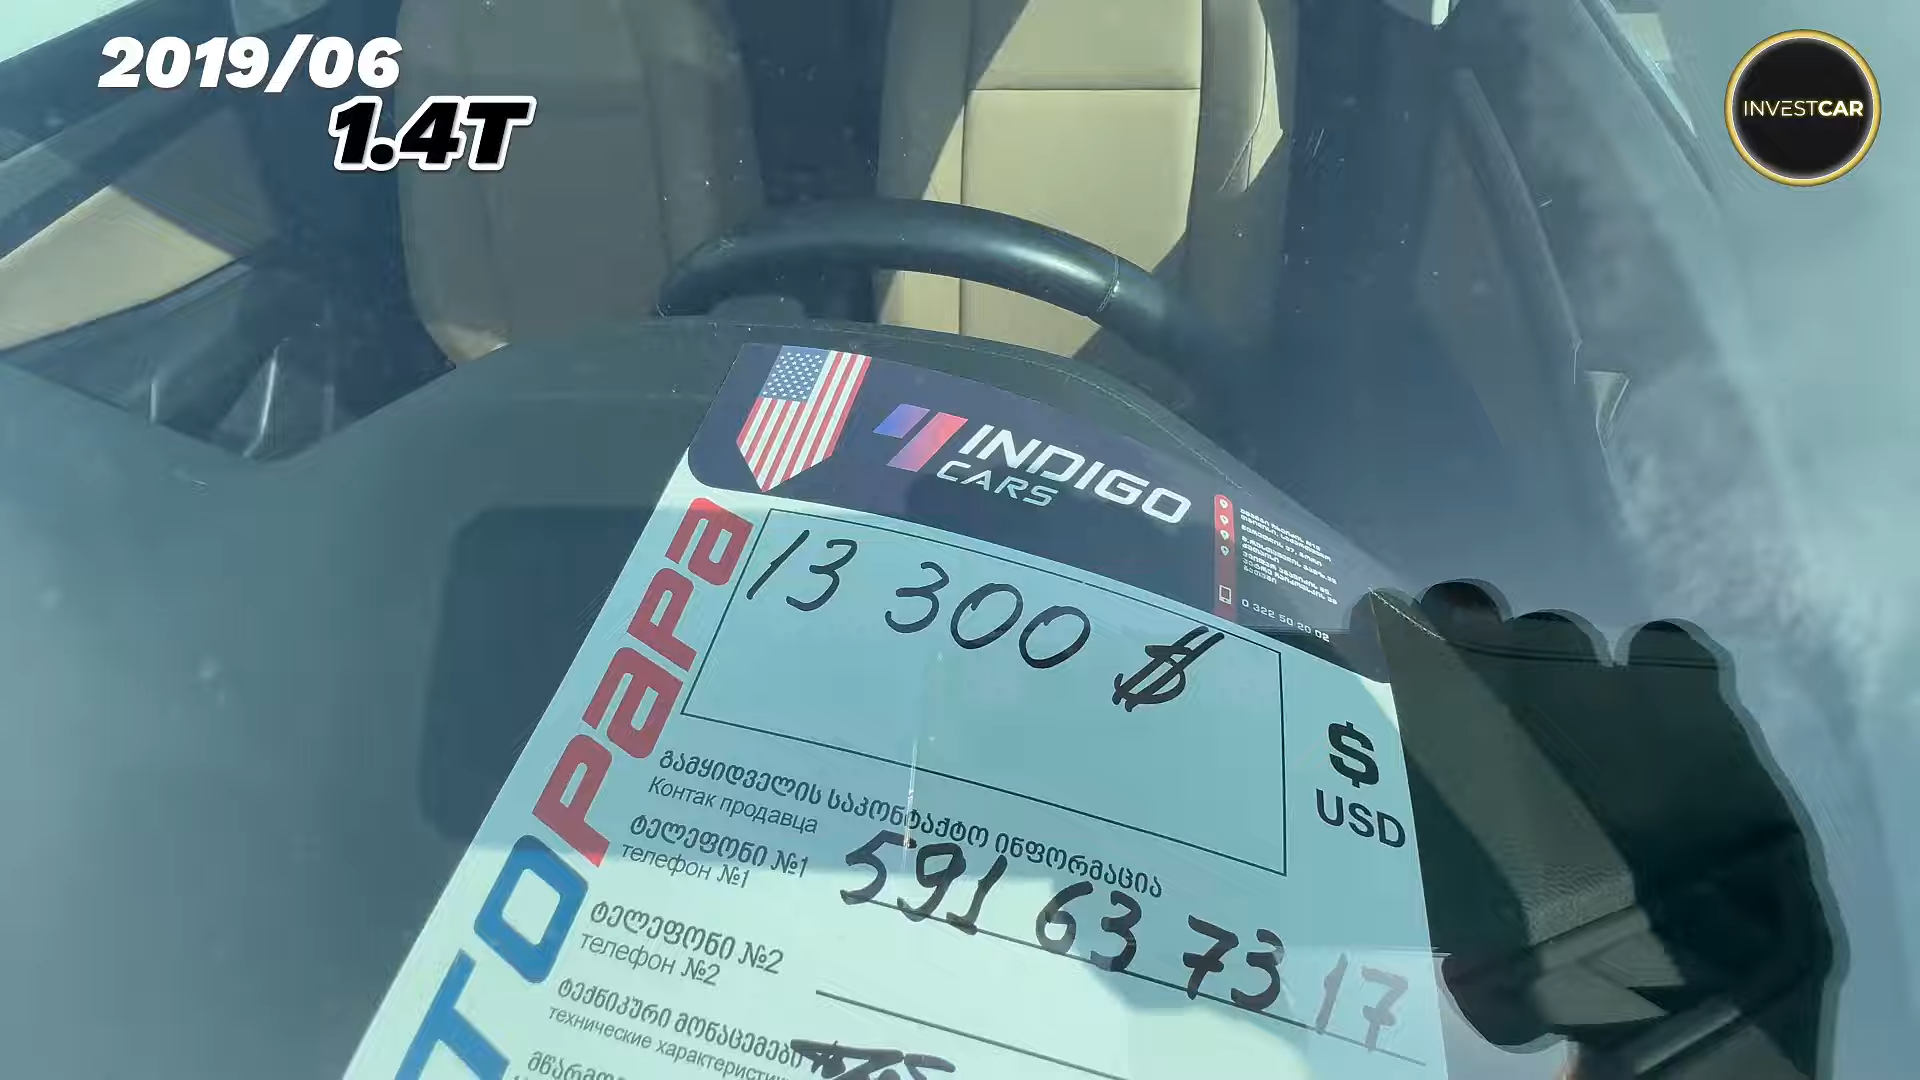 2019/06
1.4T
INVESTCAR
INDIGO
CARS
0 322 50 20 02
13 300 $
$
USD
TOPAPA
გამყიდველის საკონტაქტო ინფორმაცია
Контак продавца
ტელეფონი №1
телефон №1
591 63 73 17
ტელეფონი №2
телефон №2
ტექნიკური მონაცემები
технические